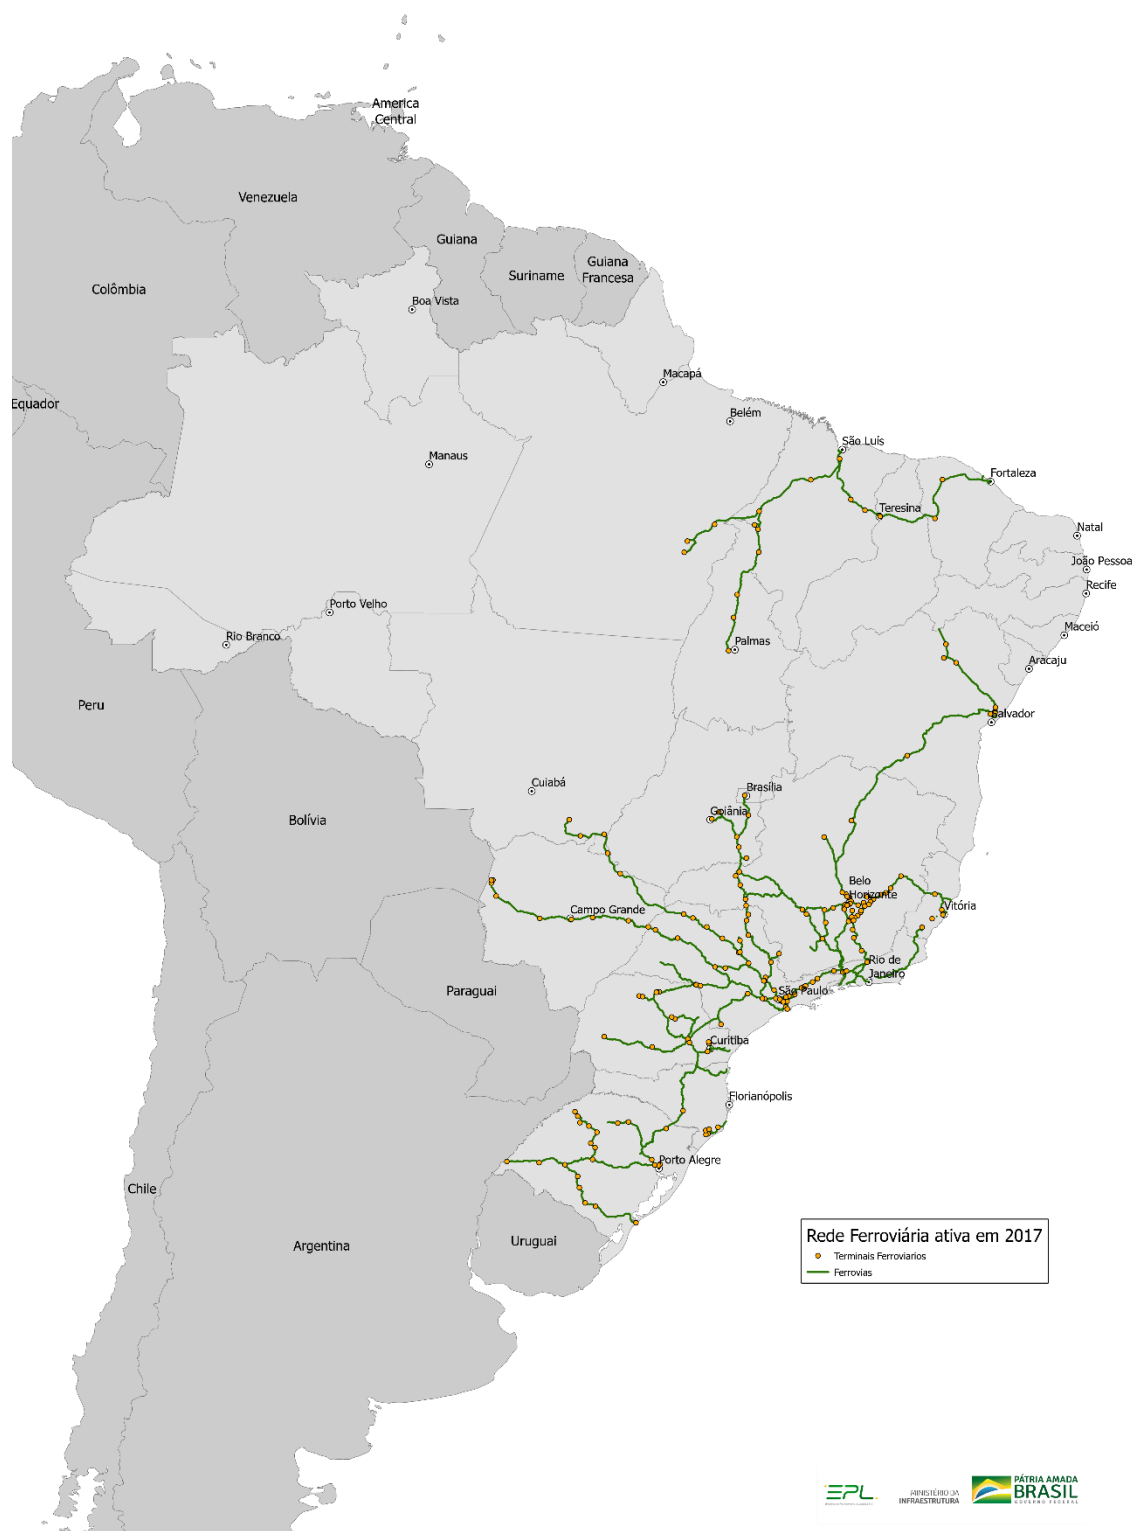 America
Central
Venezuela
Guiana
Suriname
Guiana
Francesa
Colômbia
Boa Vista
Macapá
Equador
Belém
São Luís
Manaus
Fortaleza
Teresina
Natal
João Pessoa
Recife
Porto Velho
Maceió
Rio Branco
Palmas
Aracaju
Peru
Salvador
Cuiabá
Brasília
Goiânia
Bolívia
Belo
Horizonte
Vitória
Campo Grande
Rio de
Janeiro
Paraguai
São Paulo
Curitiba
Florianópolis
Porto Alegre
Chile
Uruguai
Argentina
Rede Ferroviária ativa em 2017
Terminais Ferroviarios
Ferrovias
EPL
MINISTÉRIO DA
INFRAESTRUTURA
PÁTRIA AMADA
BRASIL
GOVERNO FEDERAL